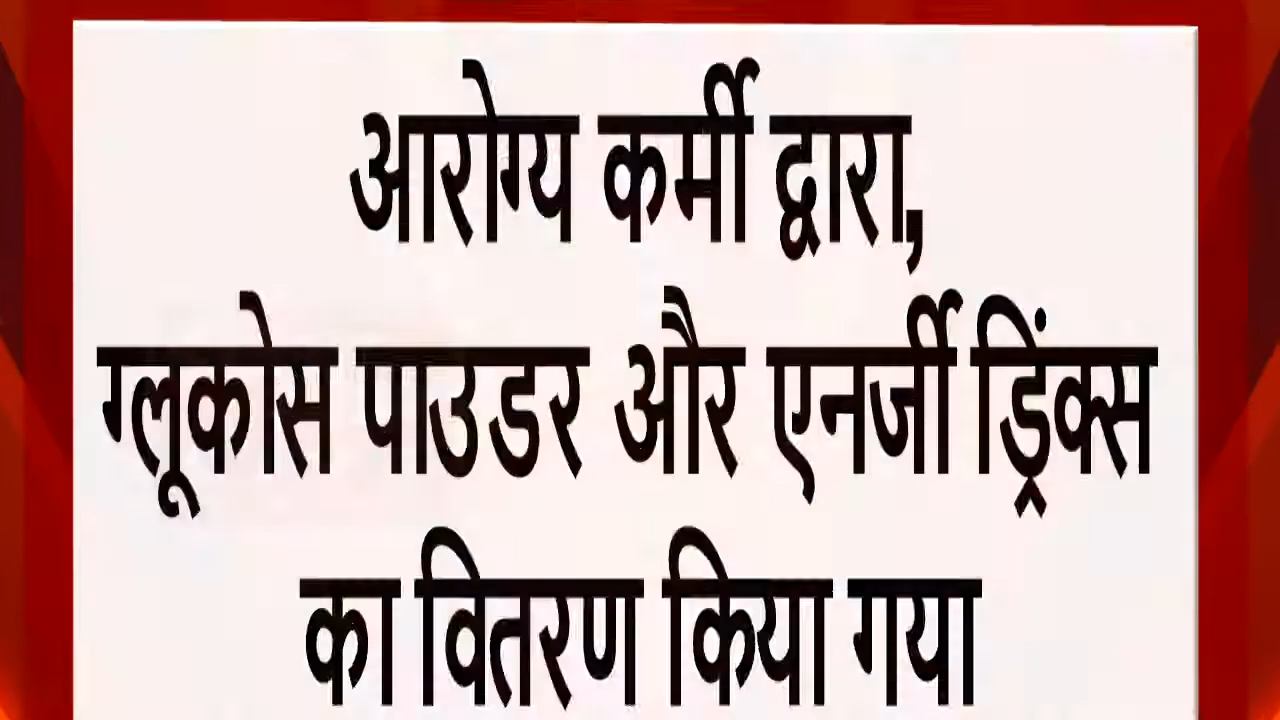 आरोग्य कर्मी द्वारा,
ग्लूकोस पाउडर और एनर्जी ड्रिंक्स
का वितरण किया गया